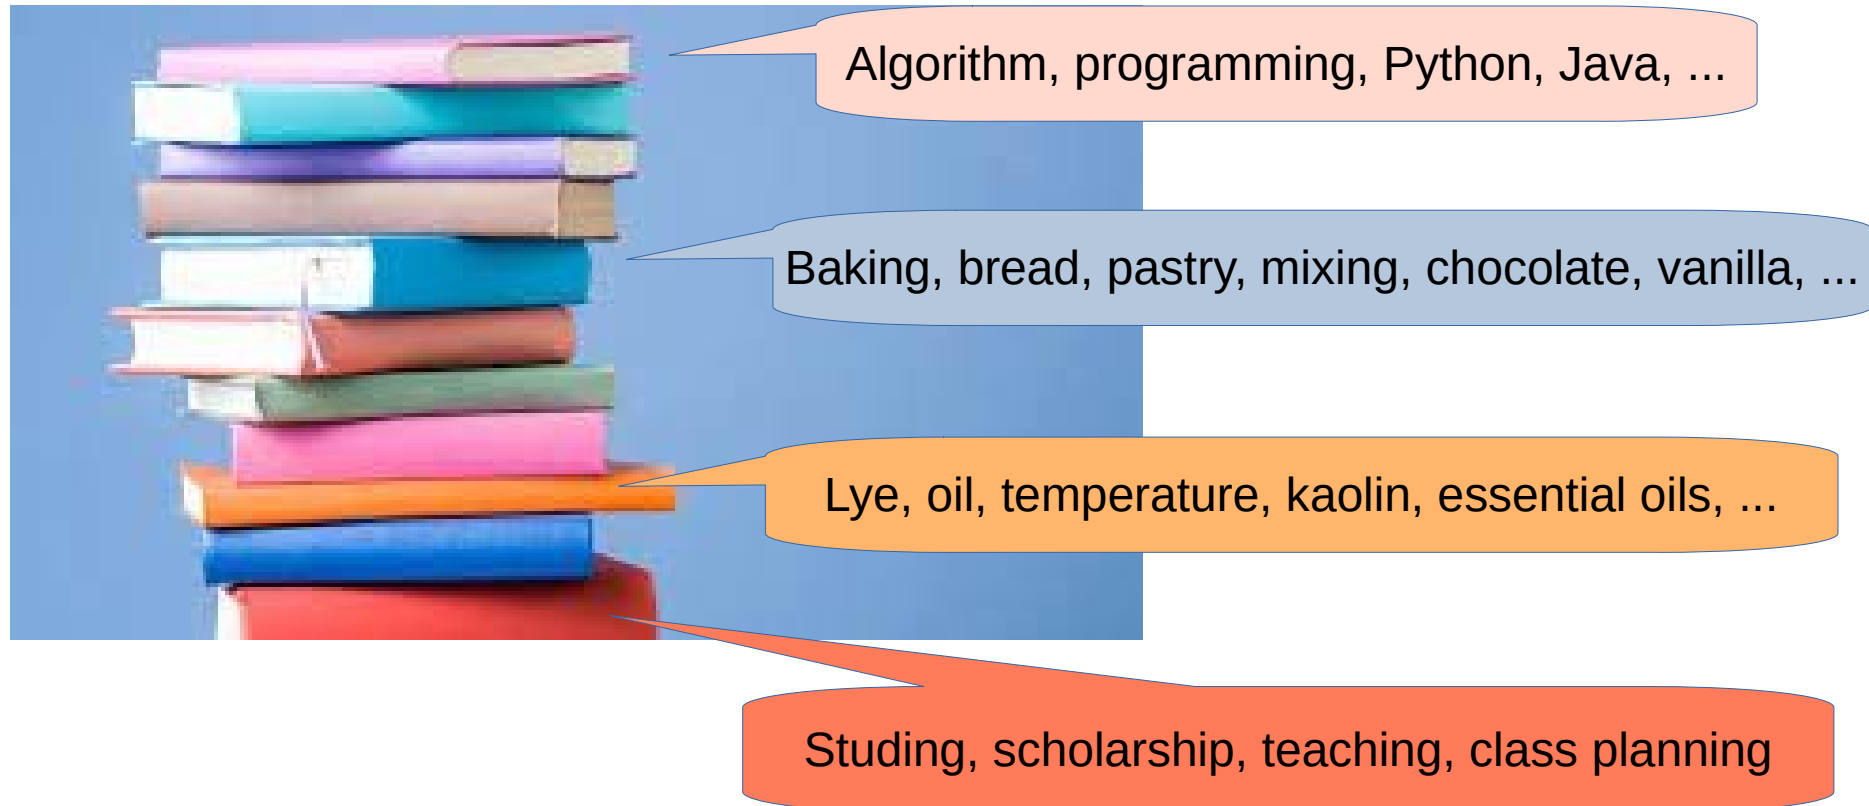 Algorithm, programming, Python, Java, ...
Baking, bread, pastry, mixing, chocolate, vanilla, ...
Lye, oil, temperature, kaolin, essential oils, ...
Studing, scholarship, teaching, class planning